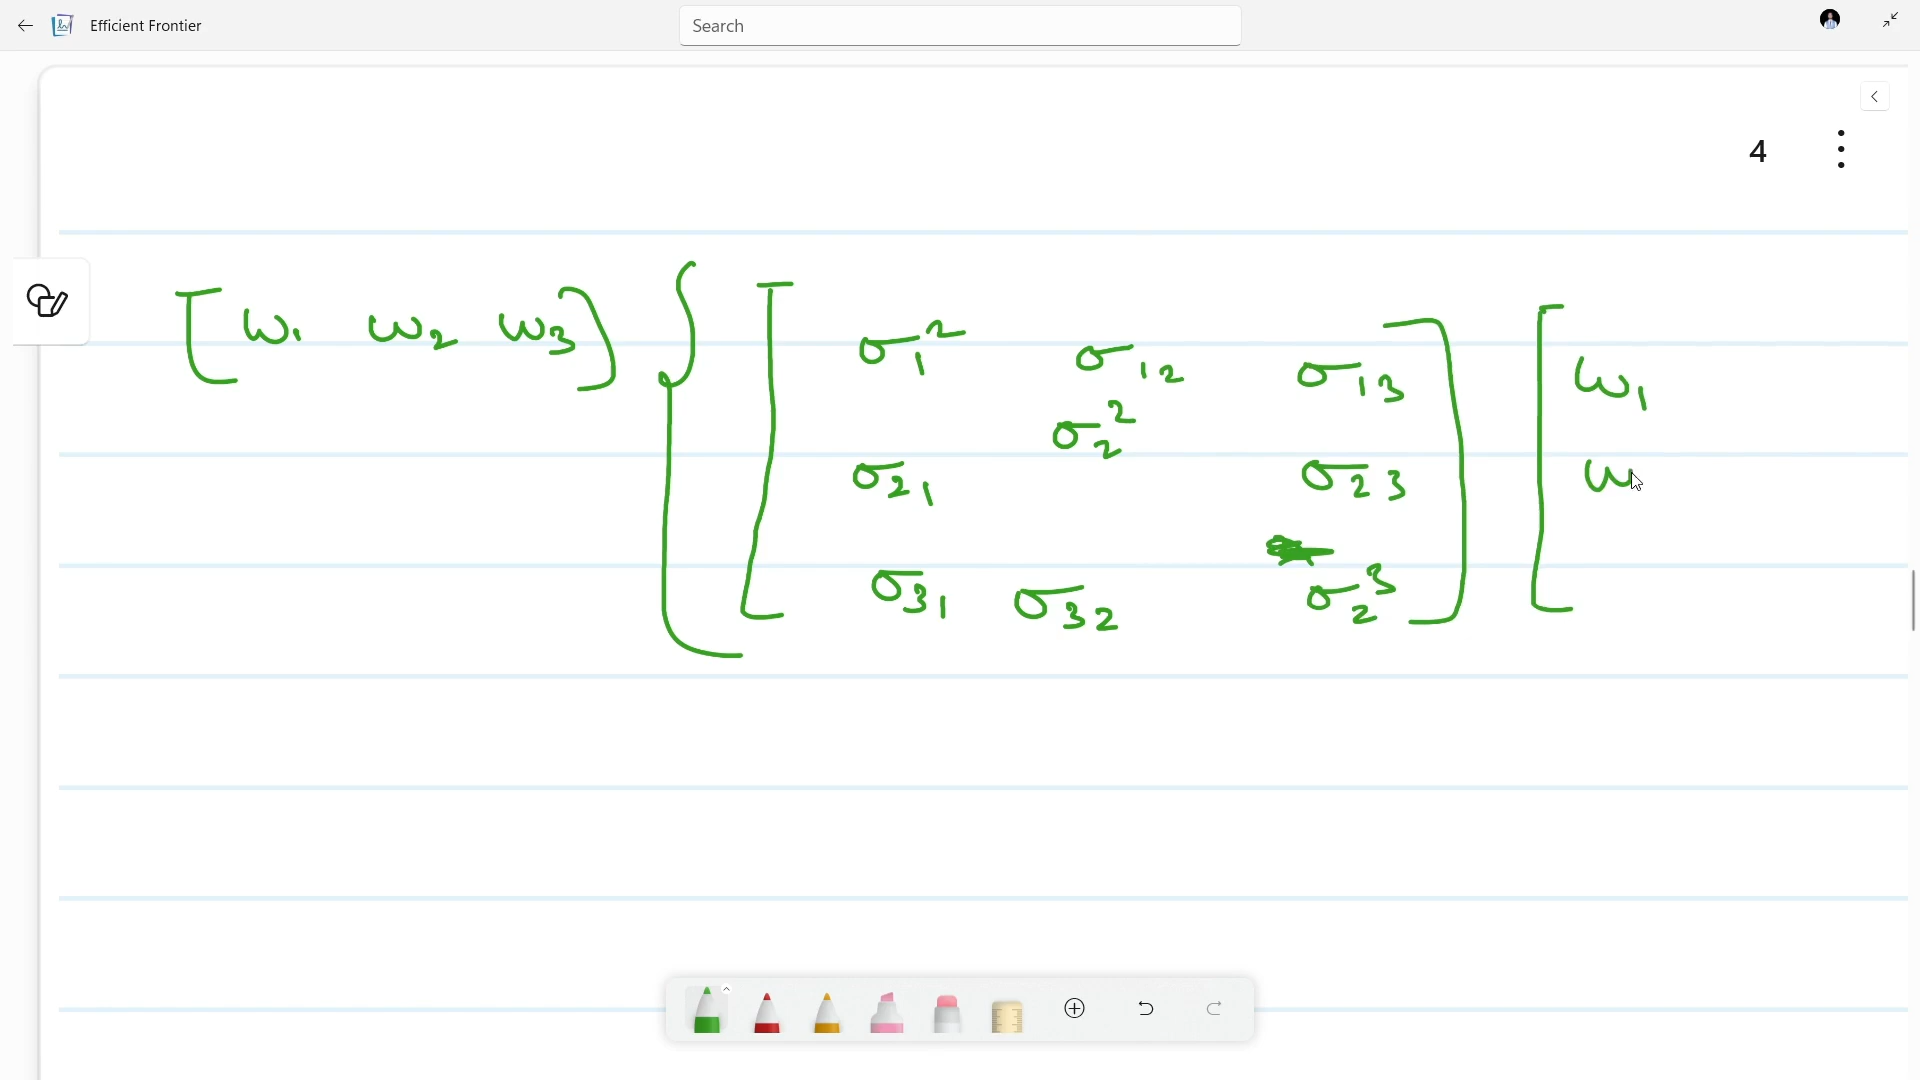 Efficient Frontier
Search
4
[ w₁ w₂ w₃ ] { [ σ₁² σ₁₂ σ₁₃ ] [ w₁
σ₂₁ σ₂² σ₂₃ w
σ₃₁ σ₃₂ σ₂³